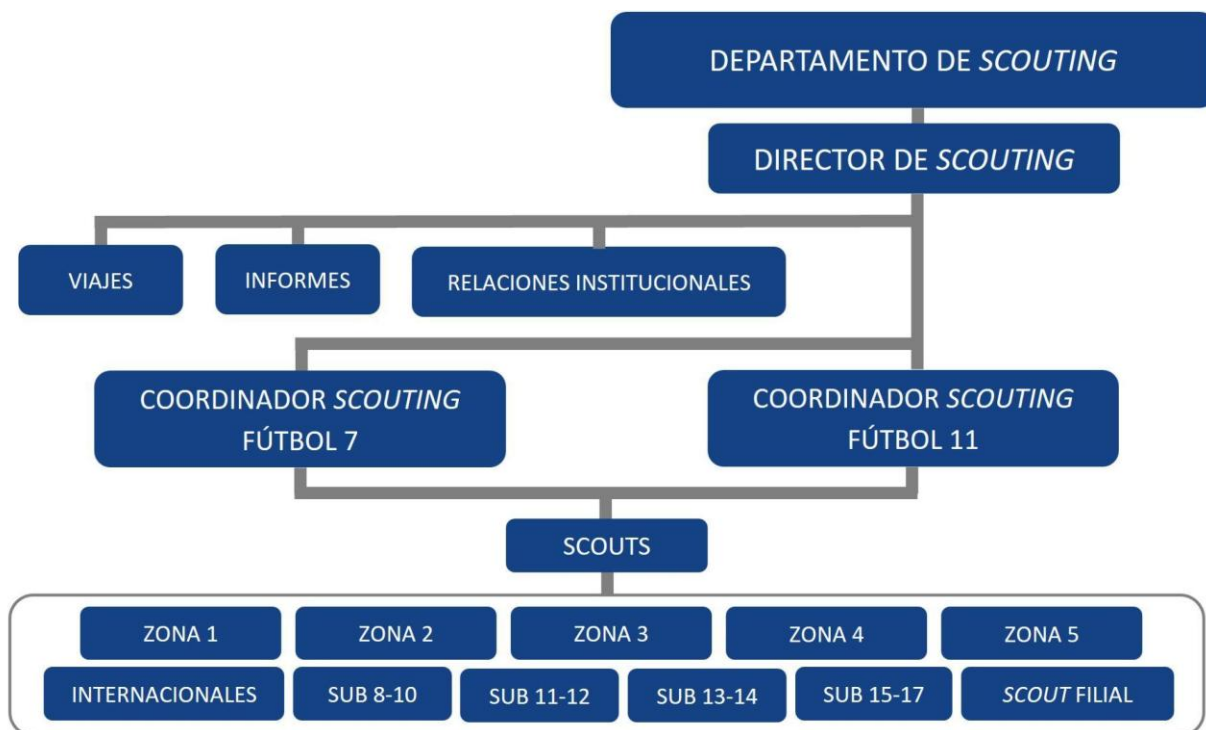 DEPARTAMENTO DE SCOUTING
DIRECTOR DE SCOUTING
VIAJES
INFORMES
RELACIONES INSTITUCIONALES
COORDINADOR SCOUTING
FÚTBOL 7
COORDINADOR SCOUTING
FÚTBOL 11
SCOUTS
ZONA 1
ZONA 2
ZONA 3
ZONA 4
ZONA 5
INTERNACIONALES
SUB 8-10
SUB 11-12
SUB 13-14
SUB 15-17
SCOUT FILIAL